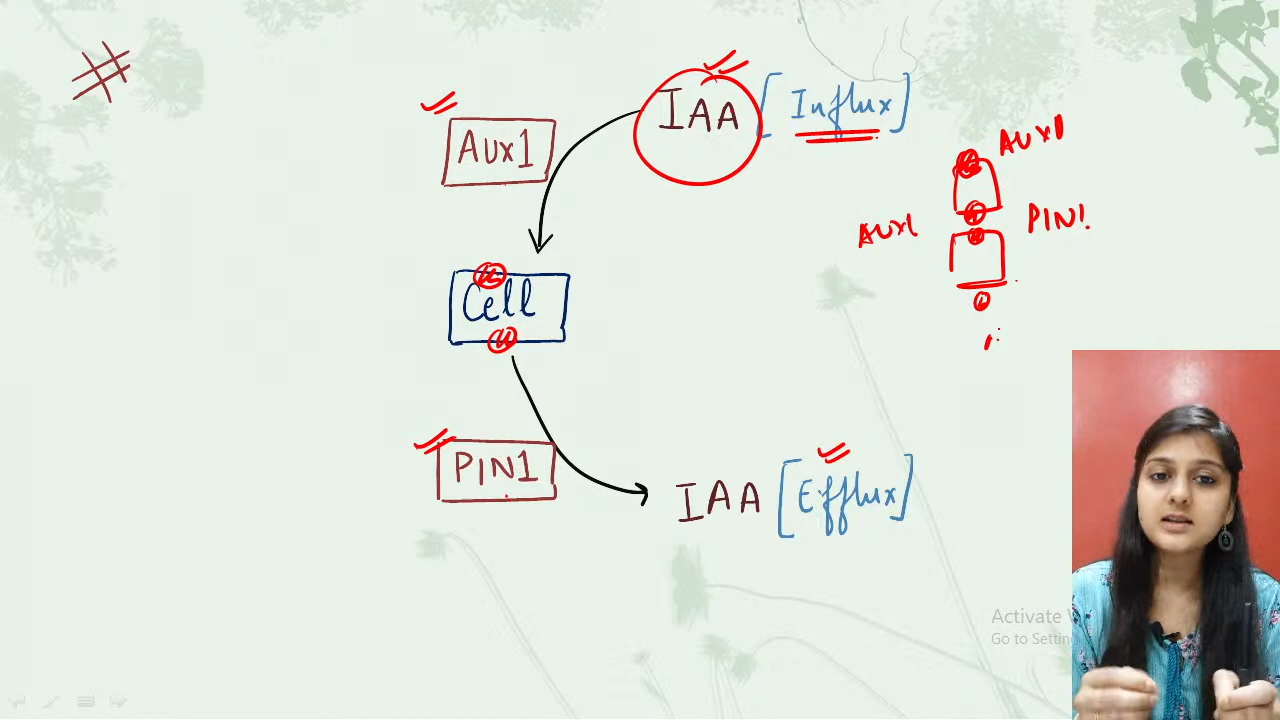 IAA [Influx]
Aux1
AUX1
AUX1
PIN1
Cell
PIN1
IAA [Efflux]
Activate
Go to Settin